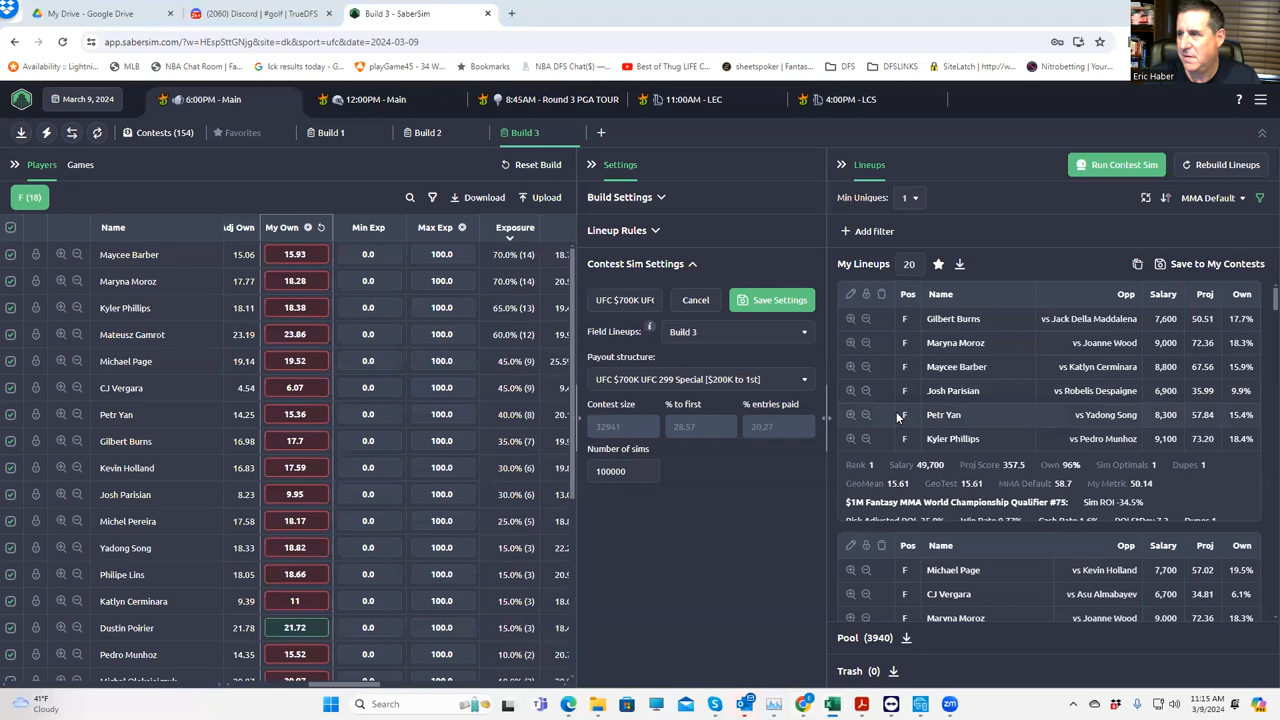 My Drive - Google Drive
(2060) Discord | #golf | TrueDFS
Build 3 - SaberSim
app.sabersim.com/?w=HEspSttGNjg&site=dk&sport=ufc&date=2024-03-09
Availability :: Lightni...
MLB
NBA Chat Room | Fa...
Ick results today - G...
playGame45 - 34 W...
Bookmarks
NBA DFS Chat($) —...
Best of Thug LIFE C...
sheetspoker | Fanta...
DFS
DFSLINKS
SiteLatch | http://w...
Nitrobetting | Your...
Eric Haber
March 9, 2024
6:00PM - Main
12:00PM - Main
8:45AM - Round 3 PGA TOUR
11:00AM - LEC
4:00PM - LCS
Contests (154)
Favorites
Build 1
Build 2
Build 3
Players
Games
Reset Build
Settings
Lineups
Run Contest Sim
Rebuild Lineups
F (18)
Download
Upload
Build Settings
Min Uniques:
1
MMA Default
Name
Adj Own
My Own
Min Exp
Max Exp
Exposure
Lineup Rules
Add filter
Maycee Barber 15.06 15.93 0.0 100.0 70.0% (14)
Maryna Moroz 17.77 18.28 0.0 100.0 70.0% (14)
Kyler Phillips 18.11 18.38 0.0 100.0 65.0% (13)
Mateusz Gamrot 23.19 23.86 0.0 100.0 60.0% (12)
Michael Page 19.14 19.52 0.0 100.0 45.0% (9)
CJ Vergara 4.54 6.07 0.0 100.0 45.0% (9)
Petr Yan 14.25 15.36 0.0 100.0 40.0% (8)
Gilbert Burns 16.98 17.7 0.0 100.0 35.0% (7)
Kevin Holland 16.83 17.59 0.0 100.0 30.0% (6)
Josh Parisian 8.23 9.95 0.0 100.0 30.0% (6)
Michel Pereira 17.58 18.17 0.0 100.0 25.0% (5)
Yadong Song 18.33 18.82 0.0 100.0 15.0% (3)
Philipe Lins 18.05 18.66 0.0 100.0 15.0% (3)
Katlyn Cerminara 9.39 11 0.0 100.0 15.0% (3)
Dustin Poirier 21.78 21.72 0.0 100.0 15.0% (3)
Pedro Munhoz 14.35 15.52 0.0 100.0 10.0% (2)
Contest Sim Settings
UFC $700K UF(
Cancel
Save Settings
Field Lineups:
Build 3
Payout structure:
UFC $700K UFC 299 Special [$200K to 1st]
Contest size
% to first
% entries paid
32941
28.57
20.27
Number of sims
100000
My Lineups 20
Save to My Contests
Pos Name Opp Salary Proj Own
F Gilbert Burns vs Jack Della Maddalena 7,600 50.51 17.7%
F Maryna Moroz vs Joanne Wood 9,000 72.36 18.3%
F Maycee Barber vs Katlyn Cerminara 8,800 67.56 15.9%
F Josh Parisian vs Robelis Despaigne 6,900 35.99 9.9%
F Petr Yan vs Yadong Song 8,300 57.84 15.4%
F Kyler Phillips vs Pedro Munhoz 9,100 73.20 18.4%
Rank 1 Salary 49,700 Proj Score 357.5 Own 96% Sim Optimals 1 Dupes 1
GeoMean 15.61 GeoTest 15.61 MMA Default 58.7 My Metric 50.14
$1M Fantasy MMA World Championship Qualifier #75: Sim ROI -34.5%
Pos Name Opp Salary Proj Own
F Michael Page vs Kevin Holland 7,700 57.02 19.5%
F CJ Vergara vs Asu Almabayev 6,700 34.81 6.1%
Maryna Moroz vs Joanne Wood 9,000 72.36 18.3%
Pool (3940)
Trash (0)
41°F
Cloudy
Search
11:15 AM
3/9/2024